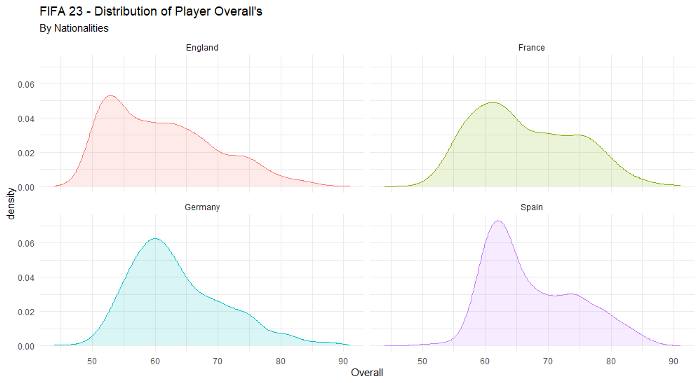 FIFA 23 - Distribution of Player Overall's
By Nationalities
England
France
0.06
0.04
0.02
0.00
density
Germany
Spain
0.06
0.04
0.02
0.00
50 60 70 80 90
50 60 70 80 90
Overall